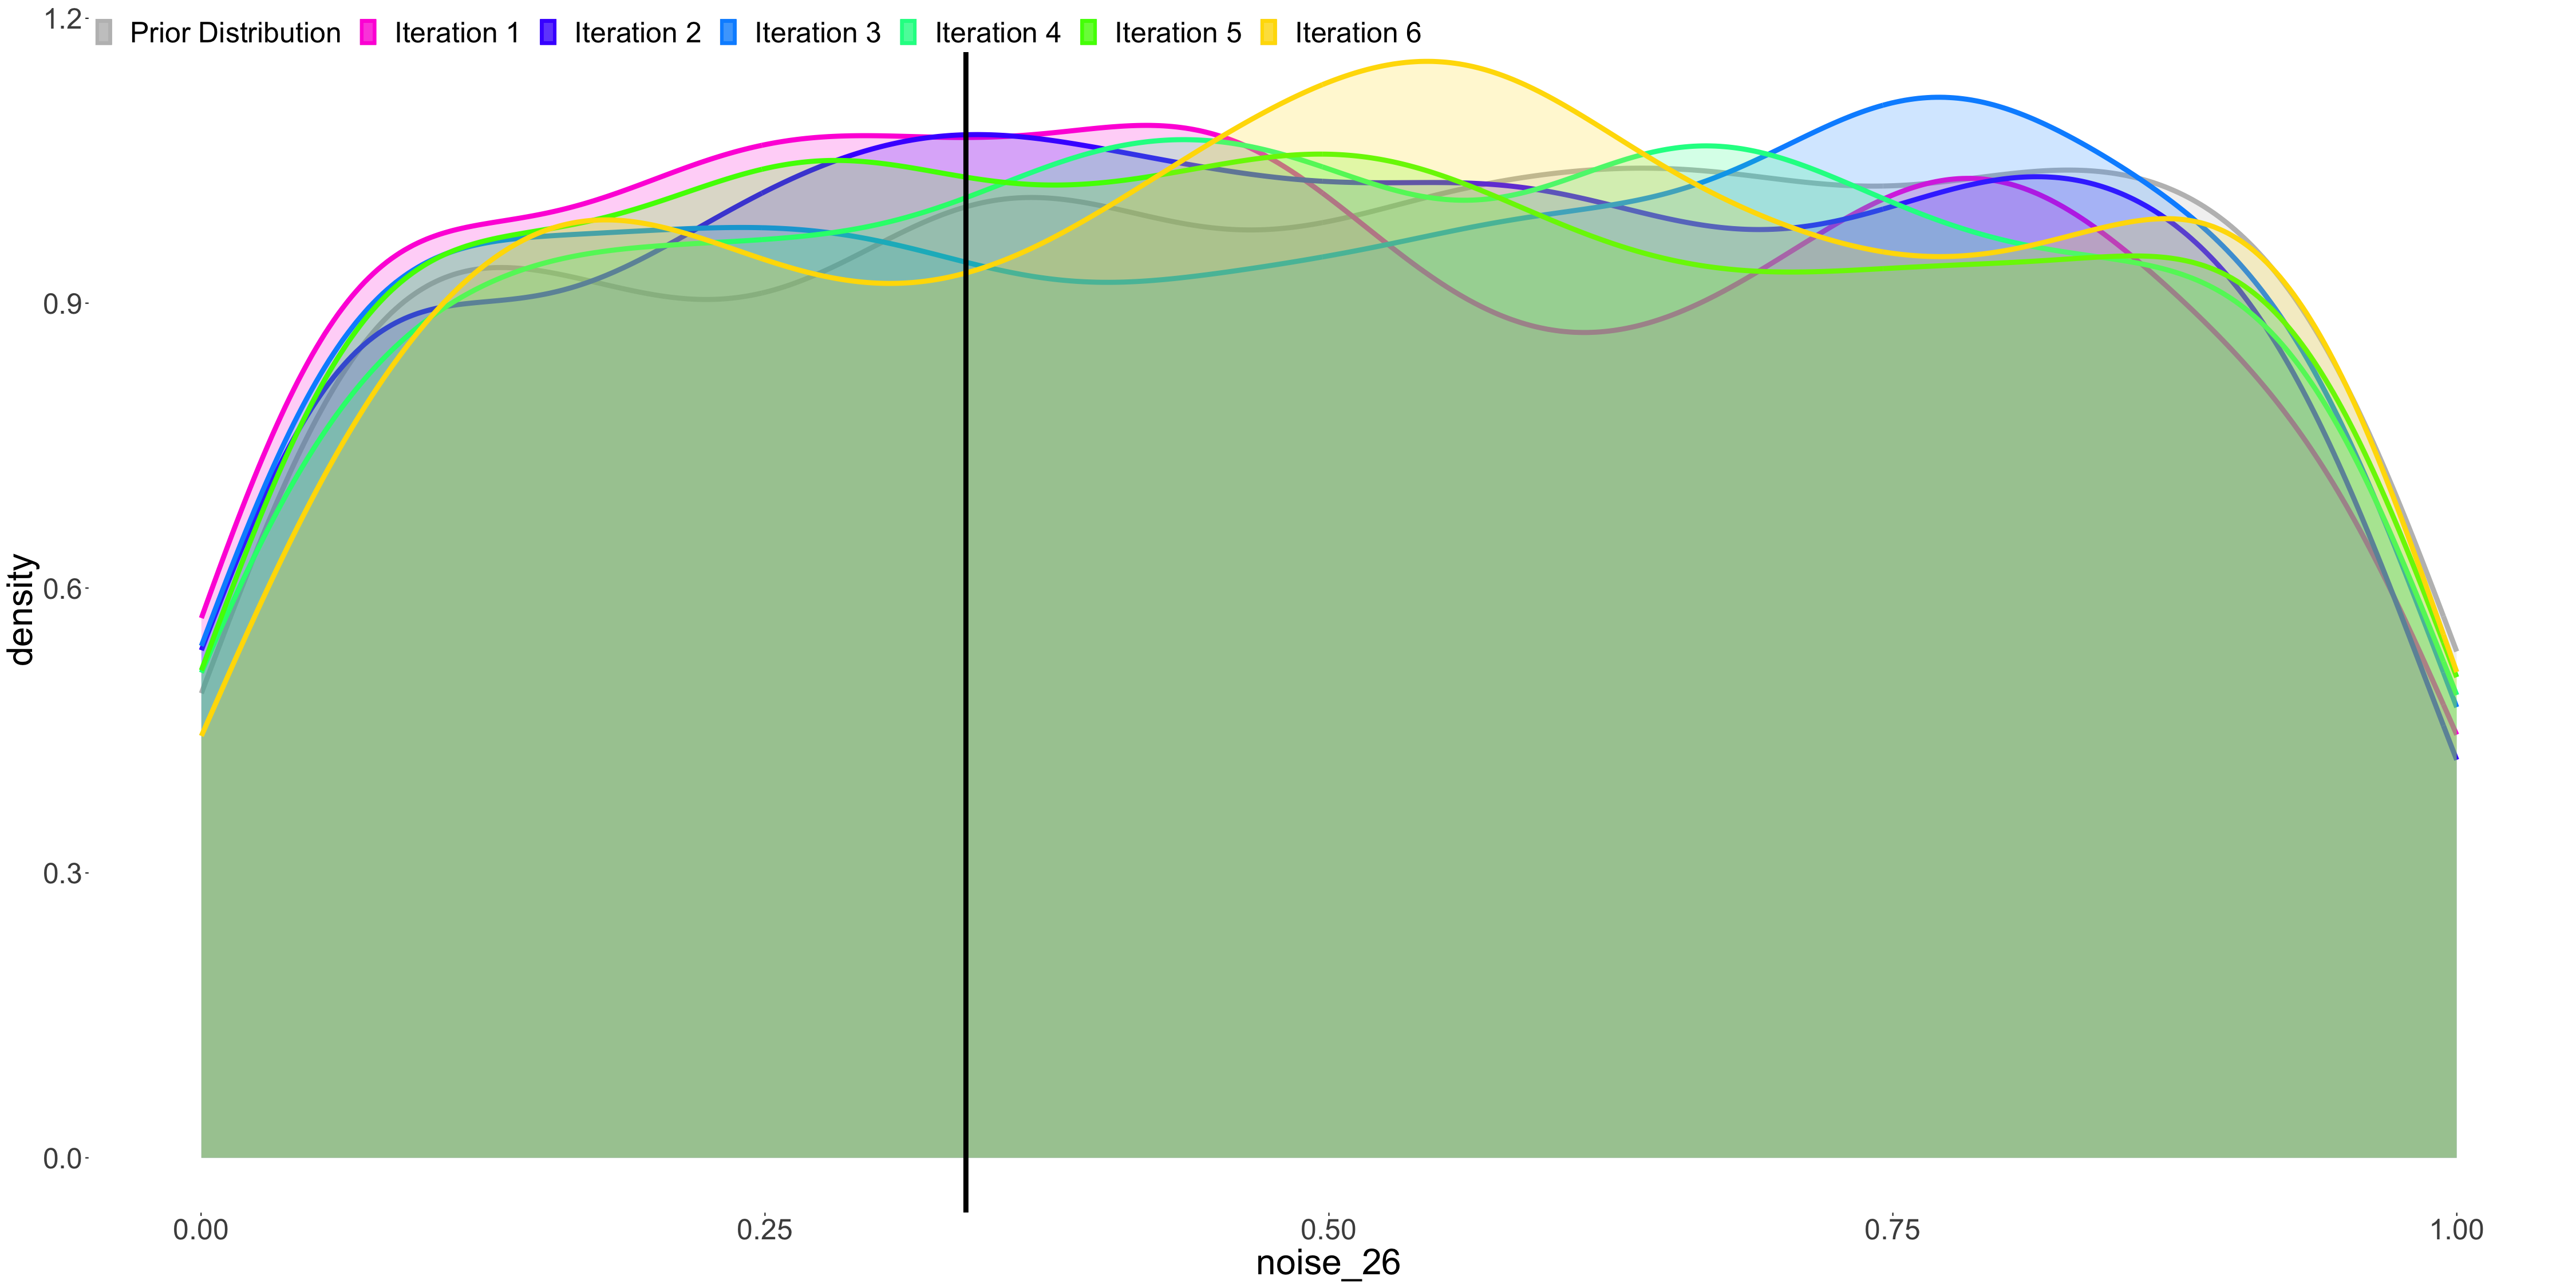 Prior Distribution Iteration 1 Iteration 2 Iteration 3 Iteration 4 Iteration 5 Iteration 6
1.2
0.9
0.6
0.3
0.0
density
0.00 0.25 0.50 0.75 1.00
noise_26